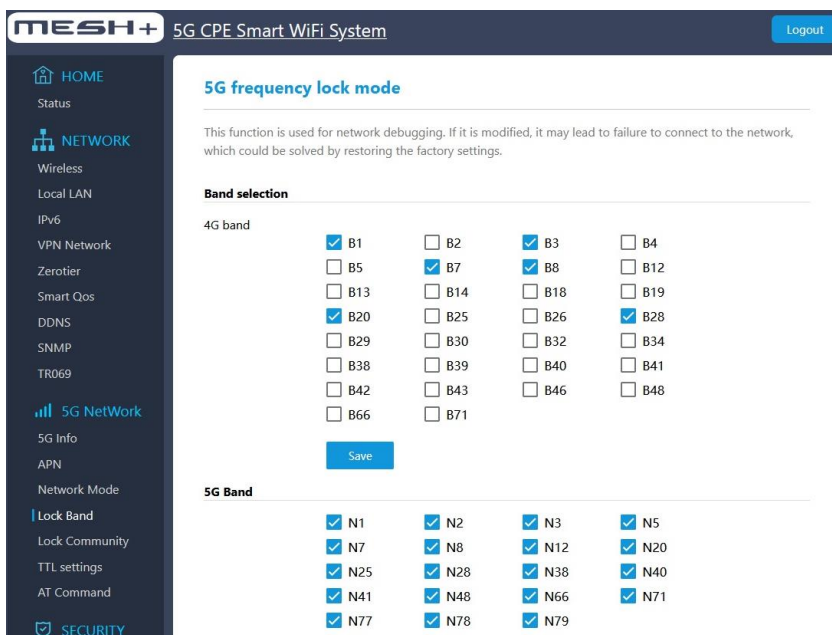 MESH+ 5G CPE Smart WiFi System Logout
HOME
Status
NETWORK
Wireless
Local LAN
IPv6
VPN Network
Zerotier
Smart Qos
DDNS
SNMP
TR069
5G NetWork
5G Info
APN
Network Mode
Lock Band
Lock Community
TTL settings
AT Command
SECURITY
5G frequency lock mode
This function is used for network debugging. If it is modified, it may lead to failure to connect to the network,
which could be solved by restoring the factory settings.
Band selection
4G band
B1 B2 B3 B4
B5 B7 B8 B12
B13 B14 B18 B19
B20 B25 B26 B28
B29 B30 B32 B34
B38 B39 B40 B41
B42 B43 B46 B48
B66 B71
Save
5G Band
N1 N2 N3 N5
N7 N8 N12 N20
N25 N28 N38 N40
N41 N48 N66 N71
N77 N78 N79